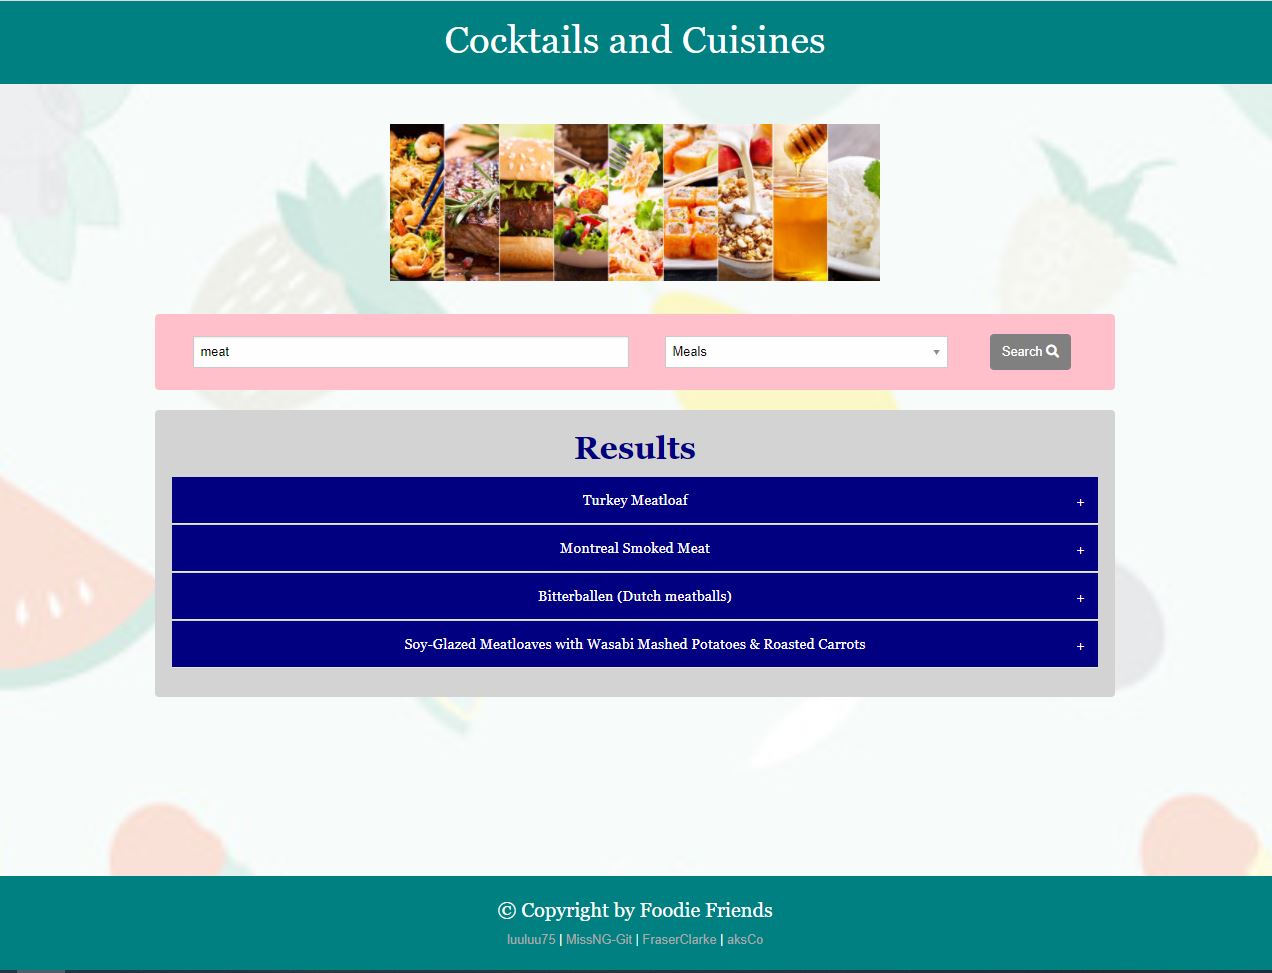 Cocktails and Cuisines
meat
Meals
Search
Results
Turkey Meatloaf +
Montreal Smoked Meat +
Bitterballen (Dutch meatballs) +
Soy-Glazed Meatloaves with Wasabi Mashed Potatoes & Roasted Carrots +
© Copyright by Foodie Friends
luuluu75 | MissNG-Git | FraserClarke | aksCo